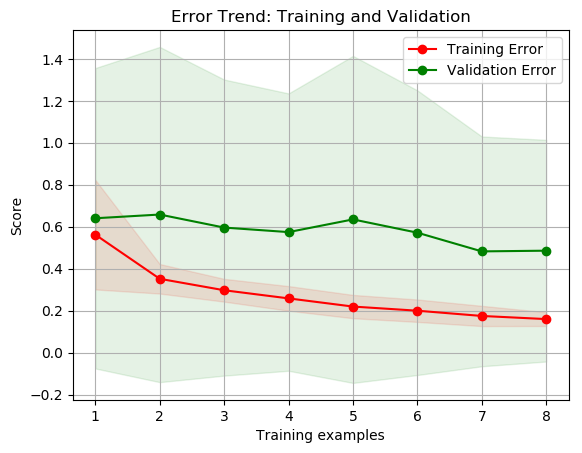 Error Trend: Training and Validation
Training Error
Validation Error
Score
1.4
1.2
1.0
0.8
0.6
0.4
0.2
0.0
−0.2
1 2 3 4 5 6 7 8
Training examples